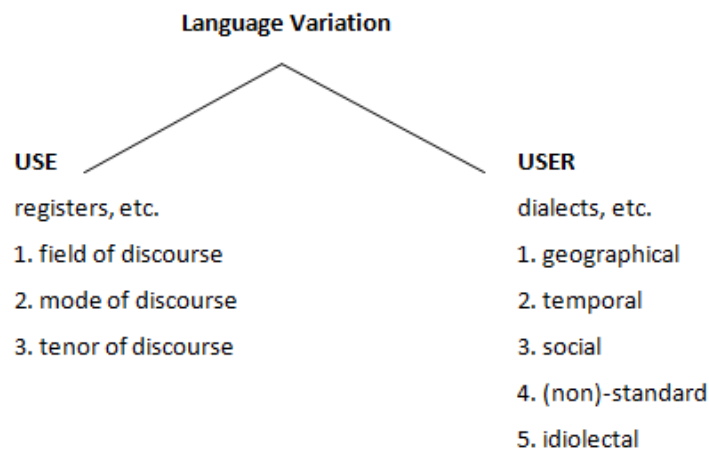 Language Variation
USE
registers, etc.
1. field of discourse
2. mode of discourse
3. tenor of discourse
USER
dialects, etc.
1. geographical
2. temporal
3. social
4. (non)-standard
5. idiolectal